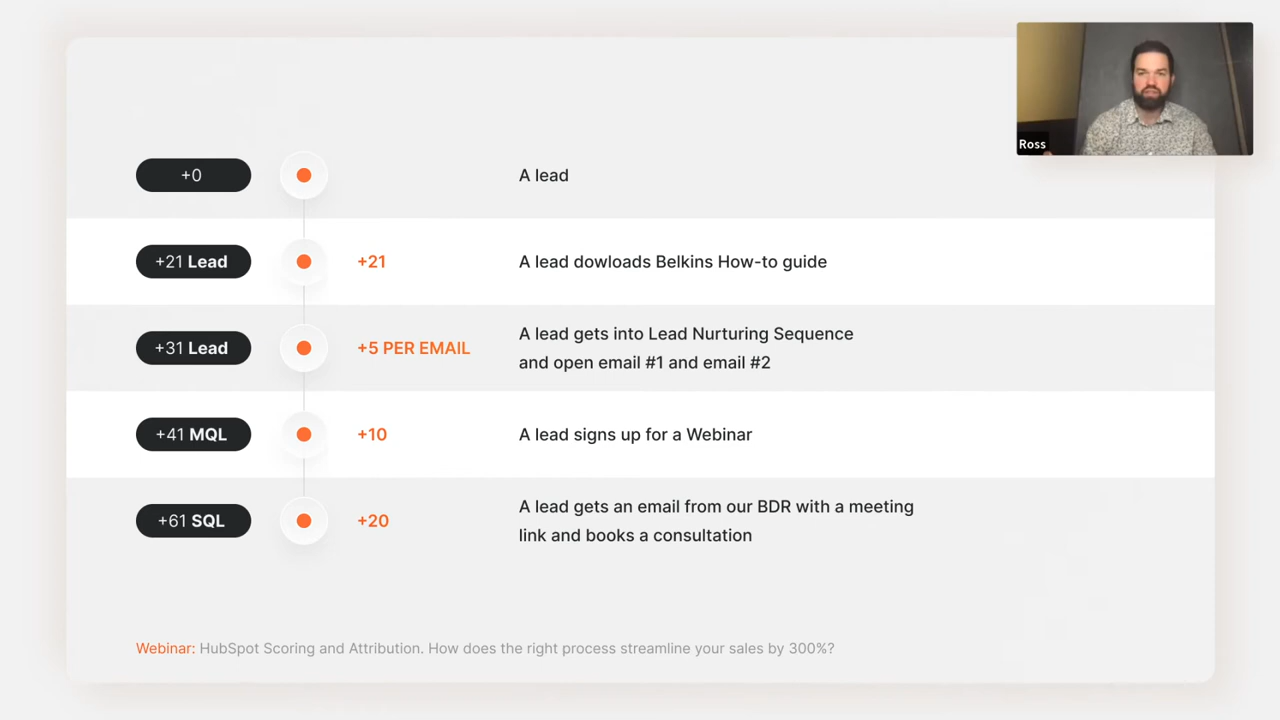 Ross
+0
A lead
+21 Lead
+21
A lead dowloads Belkins How-to guide
+31 Lead
+5 PER EMAIL
A lead gets into Lead Nurturing Sequence
and open email #1 and email #2
+41 MQL
+10
A lead signs up for a Webinar
+61 SQL
+20
A lead gets an email from our BDR with a meeting
link and books a consultation
Webinar: HubSpot Scoring and Attribution. How does the right process streamline your sales by 300%?